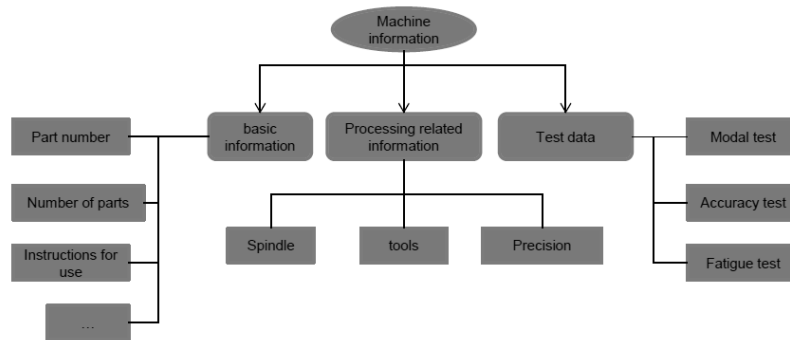 Machine
information
basic
information
Processing related
information
Test data
Part number
Number of parts
Instructions for
use
...
Spindle
tools
Precision
Modal test
Accuracy test
Fatigue test